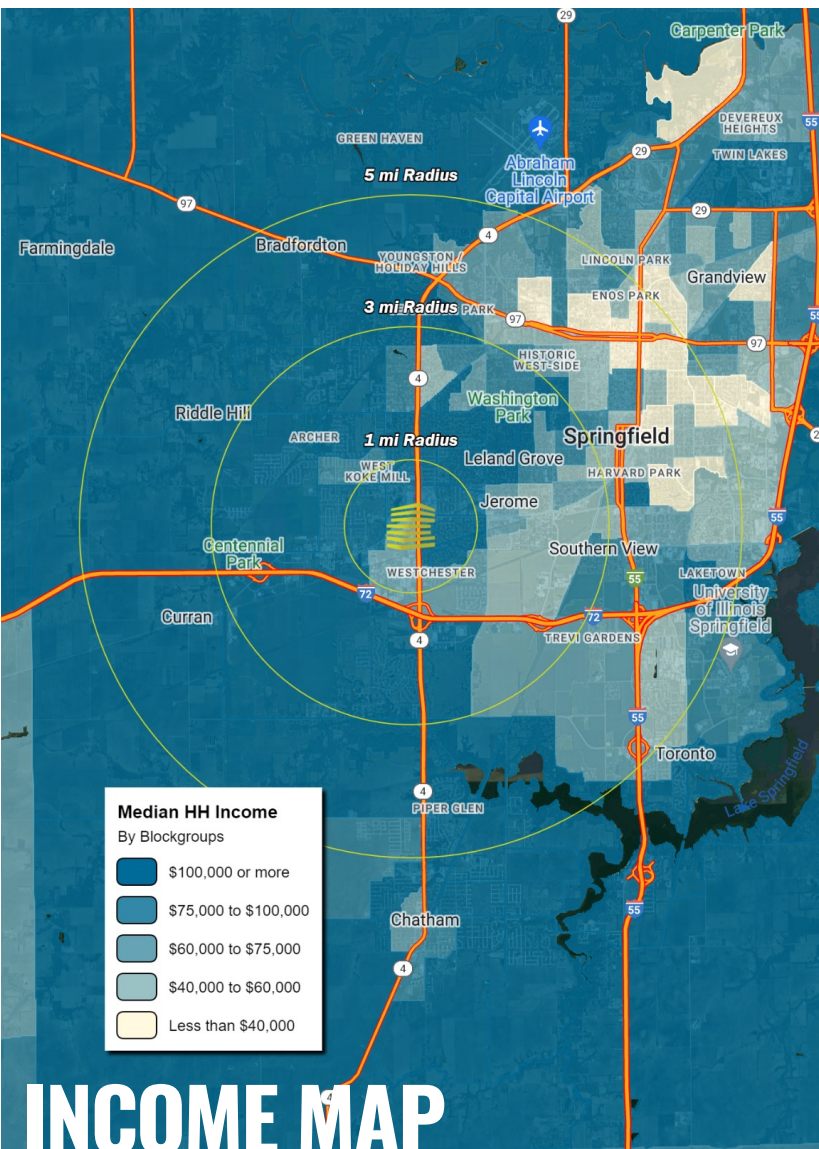 29
Carpenter Park
DEVEREUX
HEIGHTS
55
GREEN HAVEN
29
TWIN LAKES
Abraham
Lincoln
Capital Airport
5 mi Radius
97
29
4
Farmingdale
Bradfordton
YOUNGSTON /
HOLIDAY HILLS
LINCOLN PARK
Grandview
ENOS PARK
3 mi Radius
PARK
97
55
97
HISTORIC
WEST-SIDE
4
Washington
Park
Riddle Hill
ARCHER
1 mi Radius
Springfield
2
Leland Grove
WEST
KOKE MILL
HARVARD PARK
Jerome
55
Centennial
Park
Southern View
WESTCHESTER
55
LAKETOWN
72
University
of Illinois
Springfield
Curran
72
4
TREVI GARDENS
55
Toronto
Lake Springfield
4
PIPER GLEN
Median HH Income
By Blockgroups
$100,000 or more
$75,000 to $100,000
$60,000 to $75,000
$40,000 to $60,000
Less than $40,000
55
Chatham
4
4
INCOME MAP